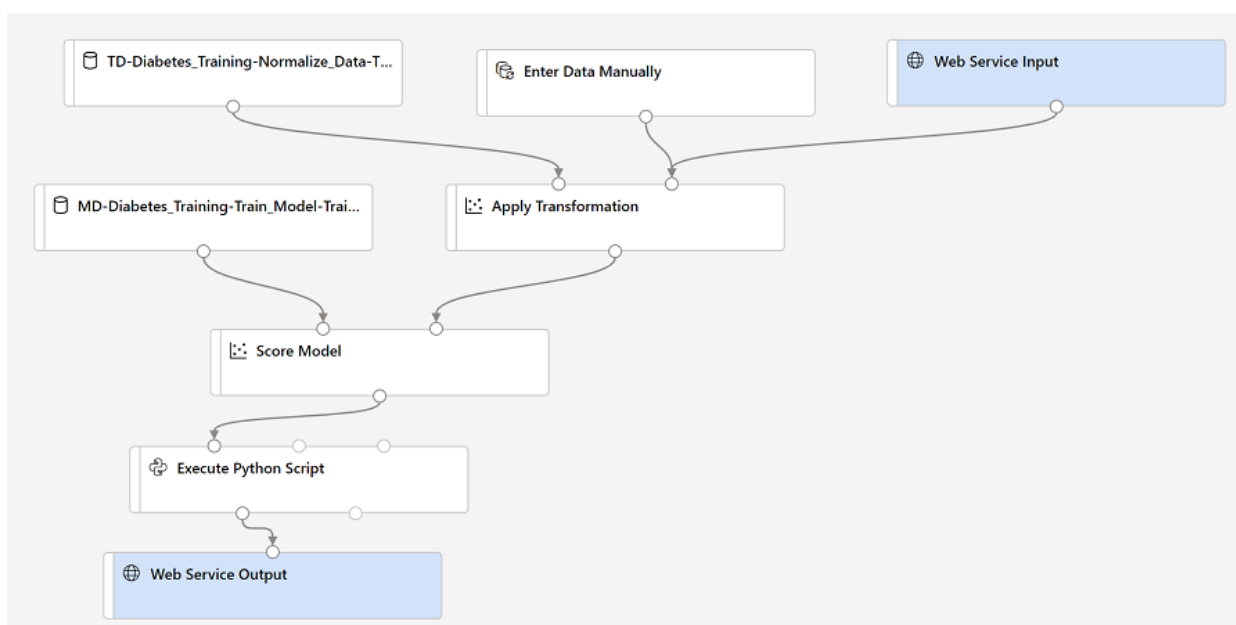 TD-Diabetes_Training-Normalize_Data-T...
Enter Data Manually
Web Service Input
MD-Diabetes_Training-Train_Model-Trai...
Apply Transformation
Score Model
Execute Python Script
Web Service Output